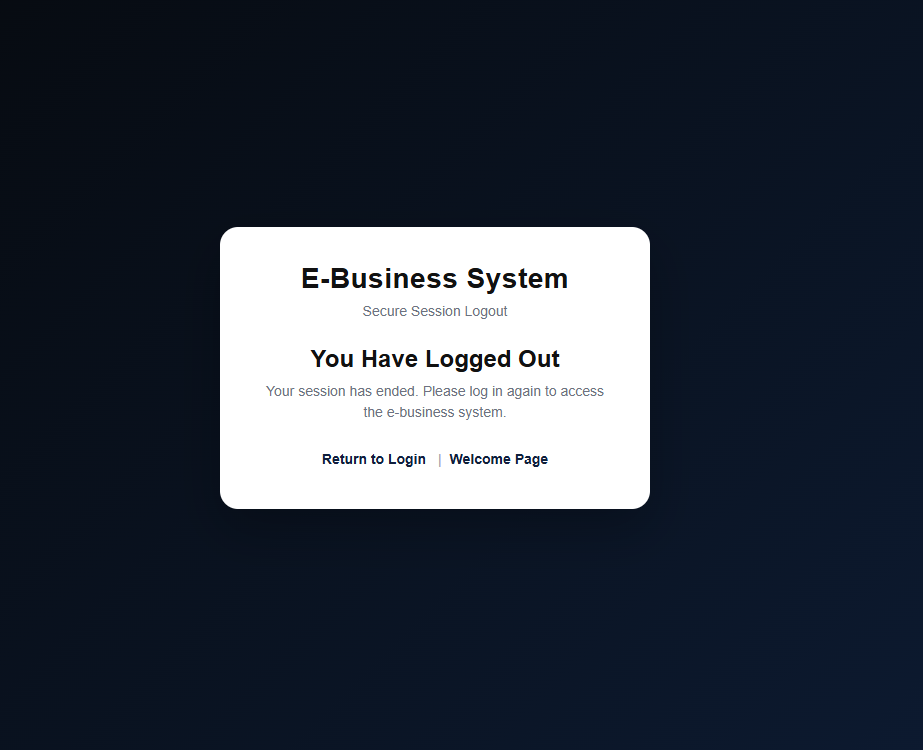 E-Business System
Secure Session Logout
You Have Logged Out
Your session has ended. Please log in again to access
the e-business system.
Return to Login | Welcome Page